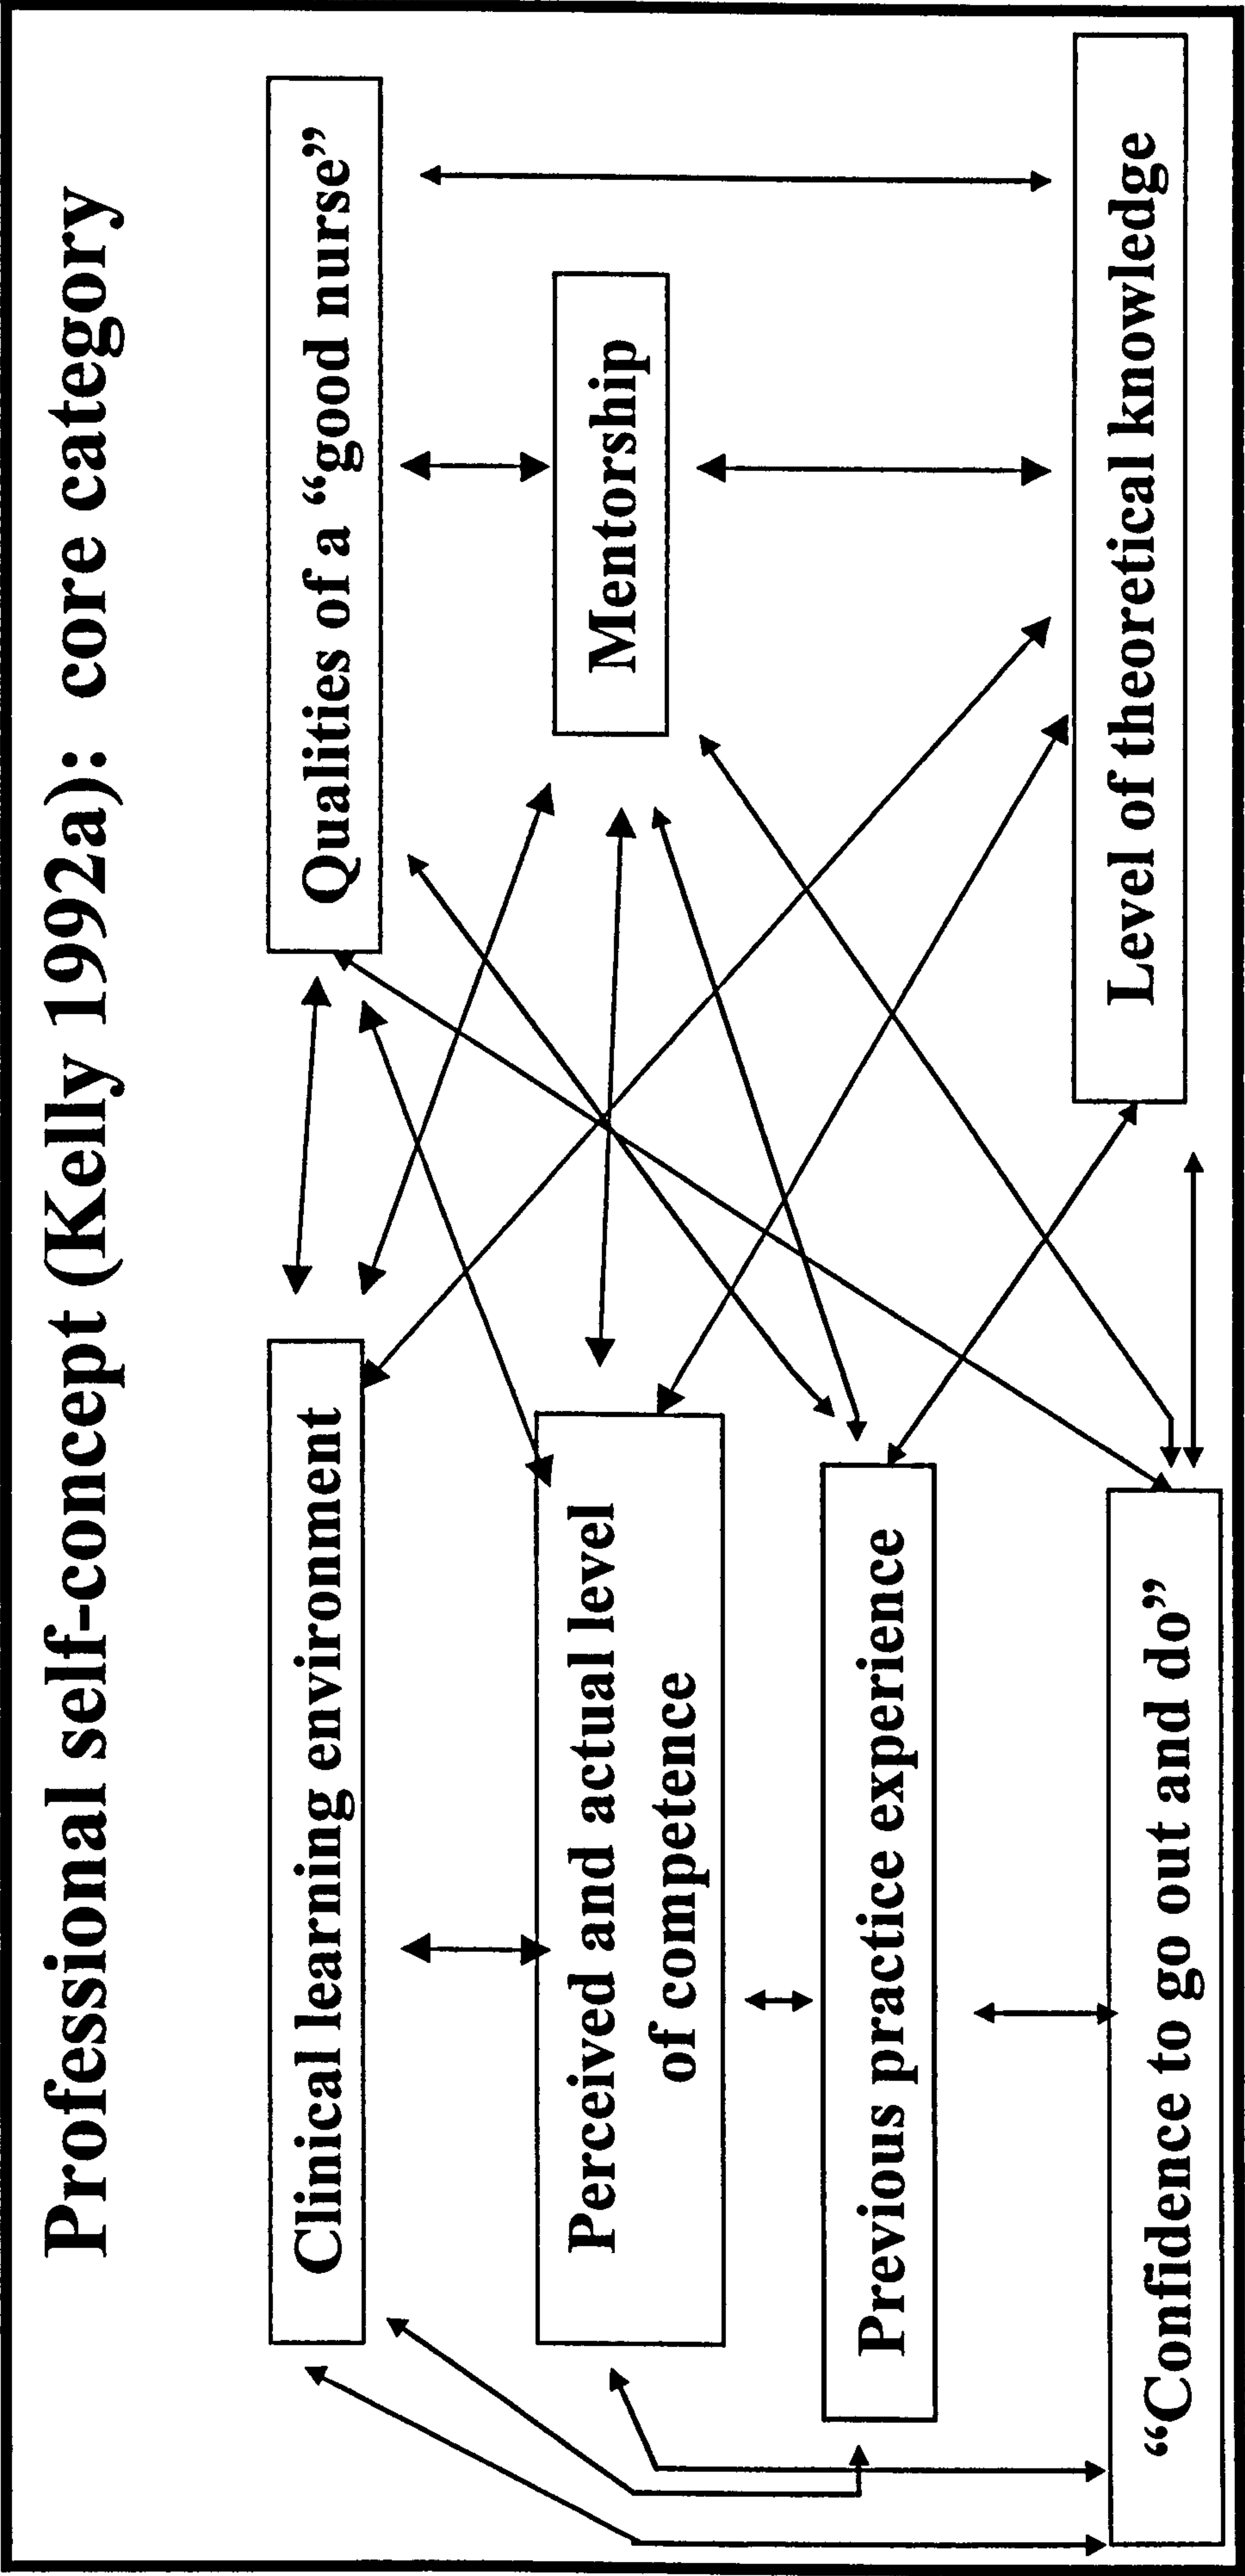 Professional self-concept (Kelly 1992a): core category
Clinical learning environment
Qualities of a “good nurse”
Perceived and actual level
of competence
Mentorship
Previous practice experience
“Confidence to go out and do”
Level of theoretical knowledge